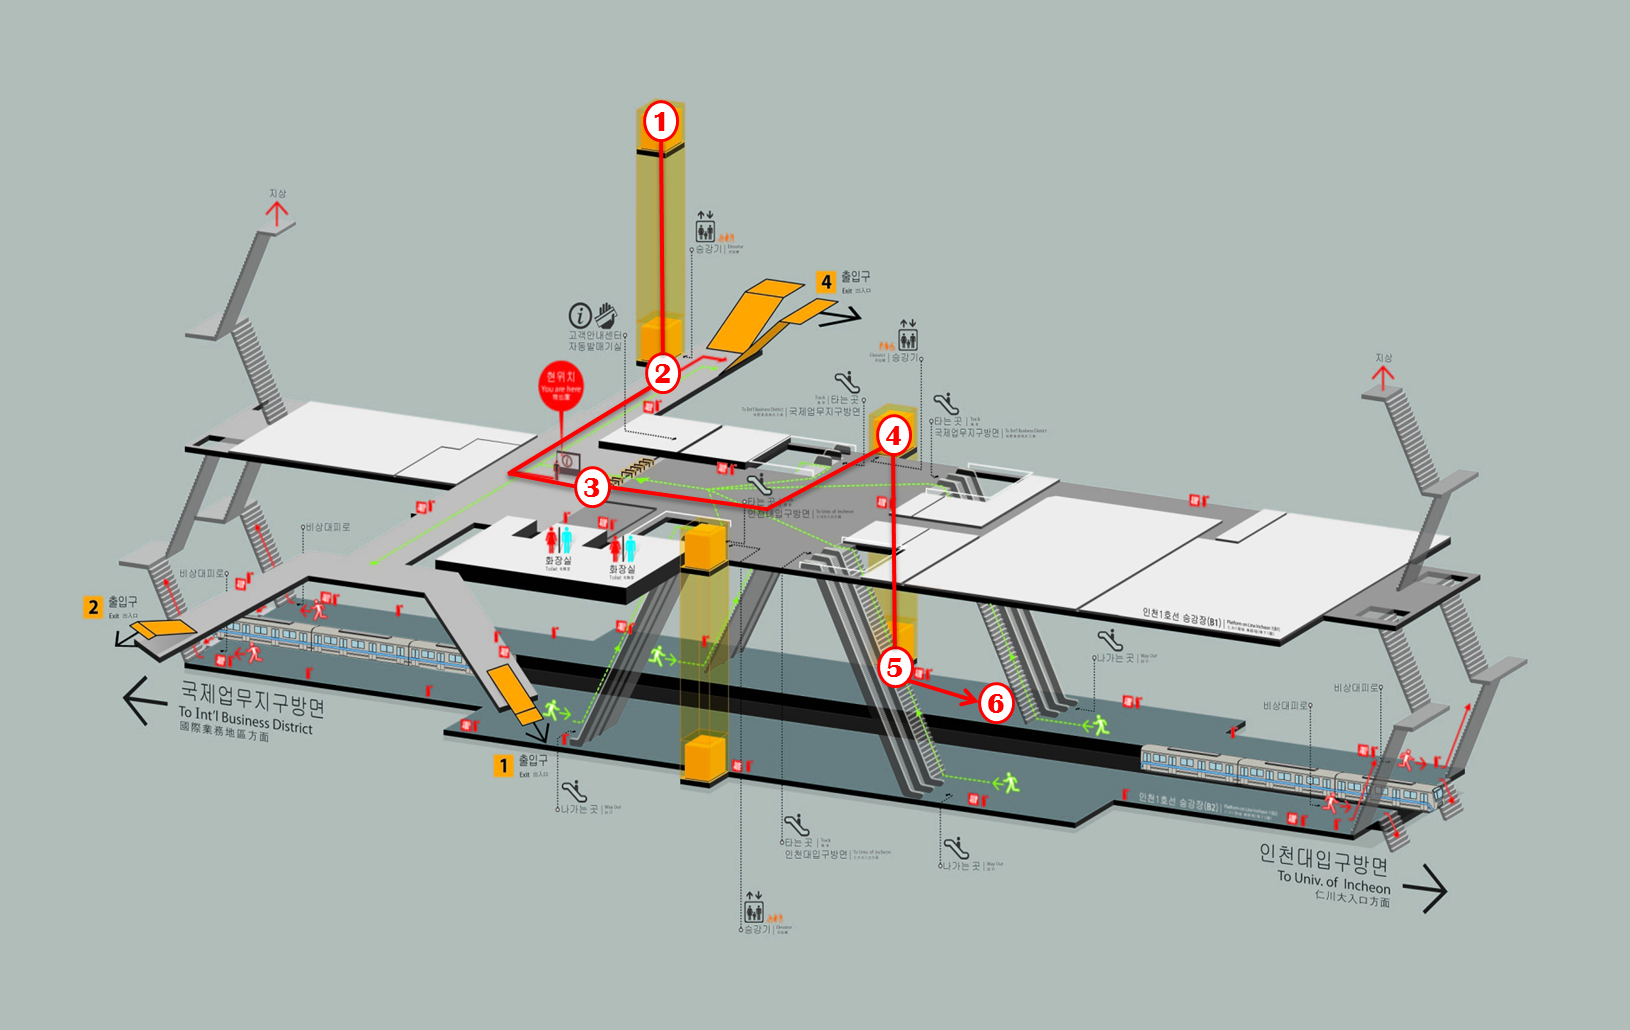 1
지상
승강기 | Elevator
4 출입구
Exit 出入口
고객안내센터
자동발매기실
2
현위치
You are here
現位置
승강기
Elevator
타는 곳 | Track
국제업무지구방면
To Int'l Business District
타는 곳 | Track
국제업무지구방면 | To Int'l Business District
지상
4
3
타는 곳
인천대입구방면 | To Univ. of Incheon
비상대피로
비상대피로
화장실
Toilet
화장실
Toilet
2 출입구
Exit 出入口
인천1호선 승강장(B1) | Platform on Line Incheon 1(B1)
5
6
나가는 곳 | Way Out
비상대피로
비상대피로
국제업무지구방면
To Int'l Business District
國際業務地區方面
1 출입구
Exit 出入口
나가는 곳 | Way Out
인천1호선 승강장(B2) | Platform on Line Incheon 1(B2)
타는 곳 | Track
인천대입구방면 | To Univ. of Incheon
나가는 곳 | Way Out
인천대입구방면
To Univ. of Incheon
仁川大入口方面
승강기 | Elevator